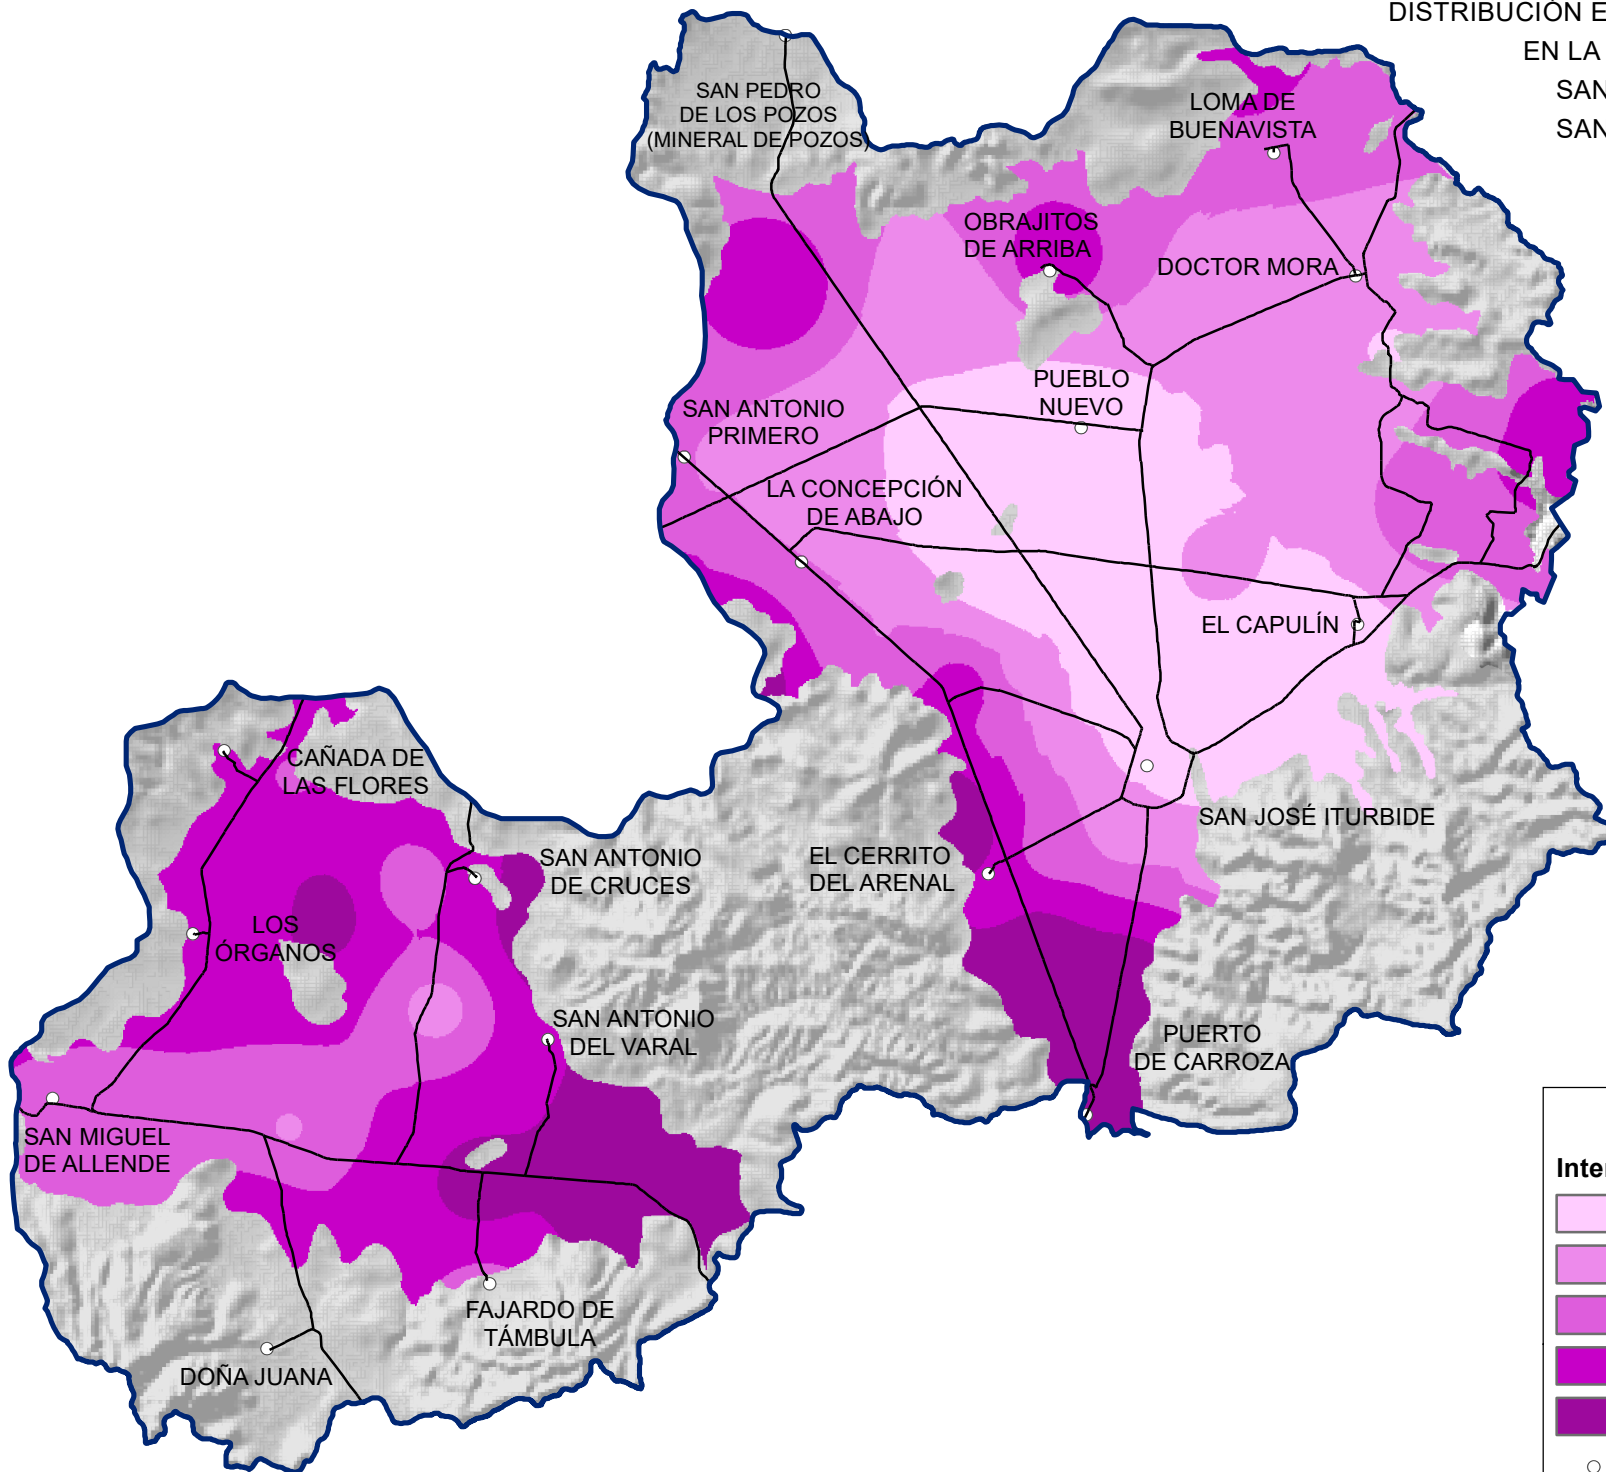 DISTRIBUCIÓN E
EN LA
SAN
SAN
SAN PEDRO
DE LOS POZOS
(MINERAL DE POZOS)
LOMA DE
BUENAVISTA
OBRAJITOS
DE ARRIBA
DOCTOR MORA
PUEBLO
NUEVO
SAN ANTONIO
PRIMERO
LA CONCEPCIÓN
DE ABAJO
EL CAPULÍN
CAÑADA DE
LAS FLORES
SAN JOSÉ ITURBIDE
SAN ANTONIO
DE CRUCES
EL CERRITO
DEL ARENAL
LOS
ÓRGANOS
SAN ANTONIO
DEL VARAL
PUERTO
DE CARROZA
SAN MIGUEL
DE ALLENDE
FAJARDO DE
TÁMBULA
DOÑA JUANA
Inter